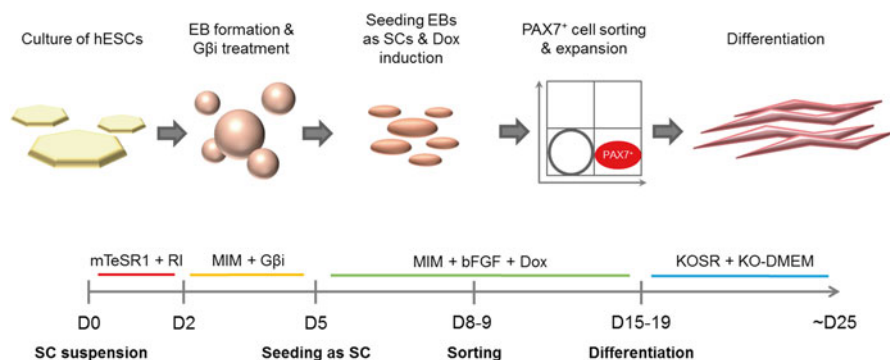 Culture of hESCs
EB formation &
Gβi treatment
Seeding EBs
as SCs & Dox
induction
PAX7⁺ cell sorting
& expansion
Differentiation
PAX7⁺
mTeSR1 + RI
MIM + Gβi
MIM + bFGF + Dox
KOSR + KO-DMEM
D0
D2
D5
D8-9
D15-19
~D25
SC suspension
Seeding as SC
Sorting
Differentiation